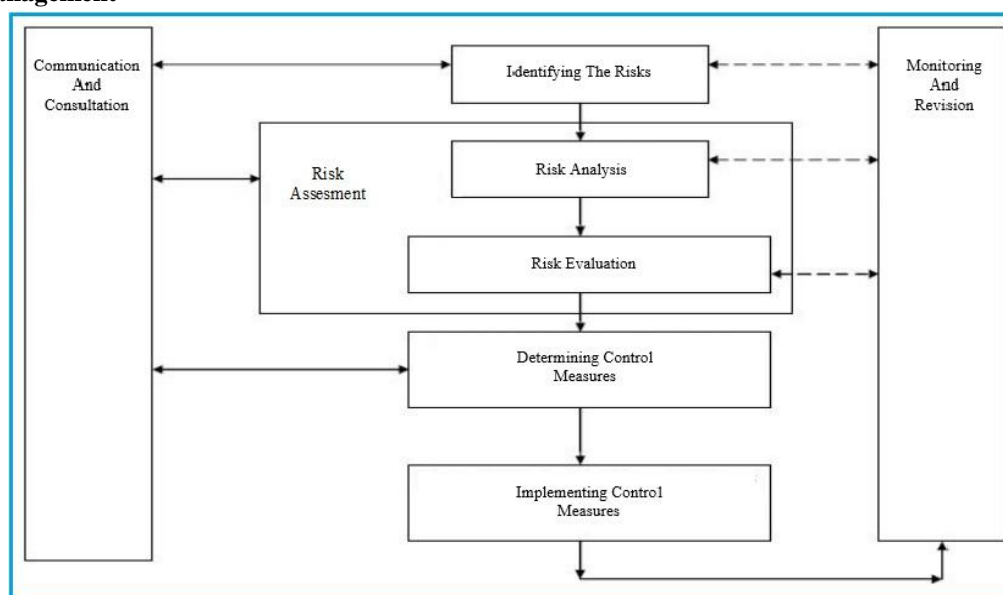 Communication
And
Consultation
Identifying The Risks
Monitoring
And
Revision
Risk
Assesment
Risk Analysis
Risk Evaluation
Determining Control
Measures
Implementing Control
Measures